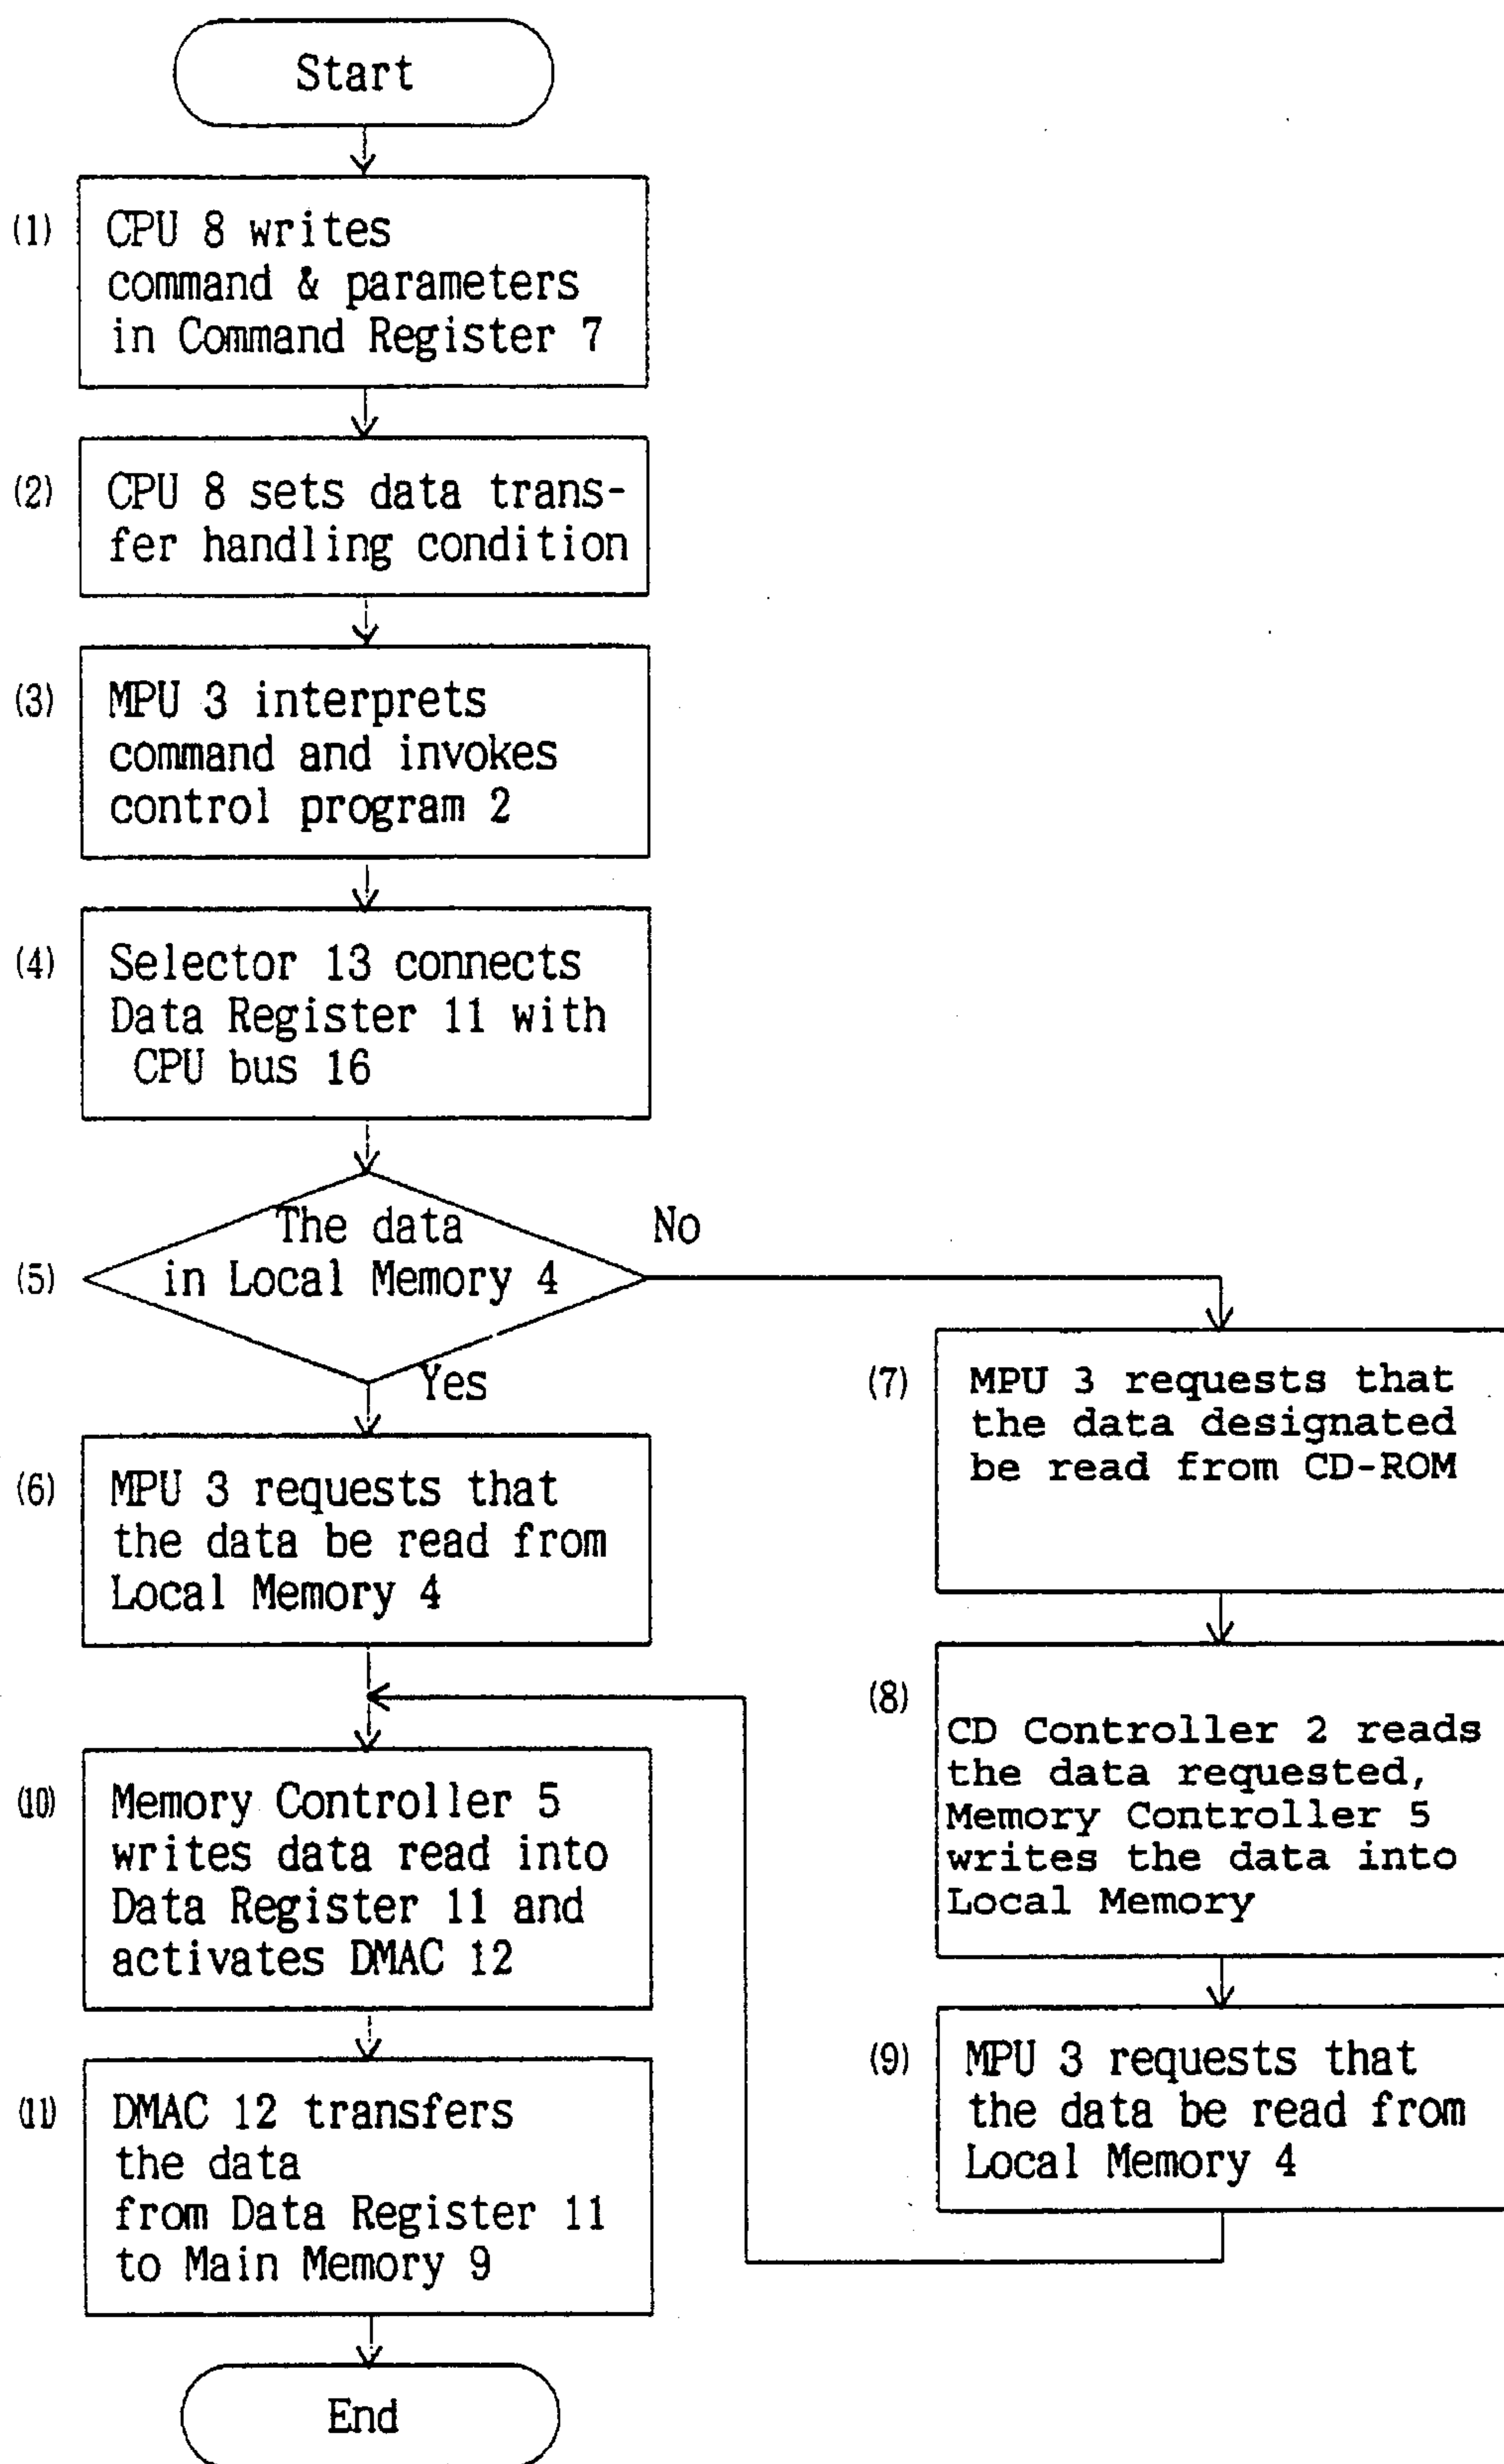 Start
(1)
CPU 8 writes
command & parameters
in Command Register 7
(2)
CPU 8 sets data trans-
fer handling condition
(3)
MPU 3 interprets
command and invokes
control program 2
(4)
Selector 13 connects
Data Register 11 with
CPU bus 16
(5)
The data
in Local Memory 4
No
Yes
(6)
MPU 3 requests that
the data be read from
Local Memory 4
(7)
MPU 3 requests that
the data designated
be read from CD-ROM
(8)
CD Controller 2 reads
the data requested,
Memory Controller 5
writes the data into
Local Memory
(9)
MPU 3 requests that
the data be read from
Local Memory 4
(10)
Memory Controller 5
writes data read into
Data Register 11 and
activates DMAC 12
(11)
DMAC 12 transfers
the data
from Data Register 11
to Main Memory 9
End